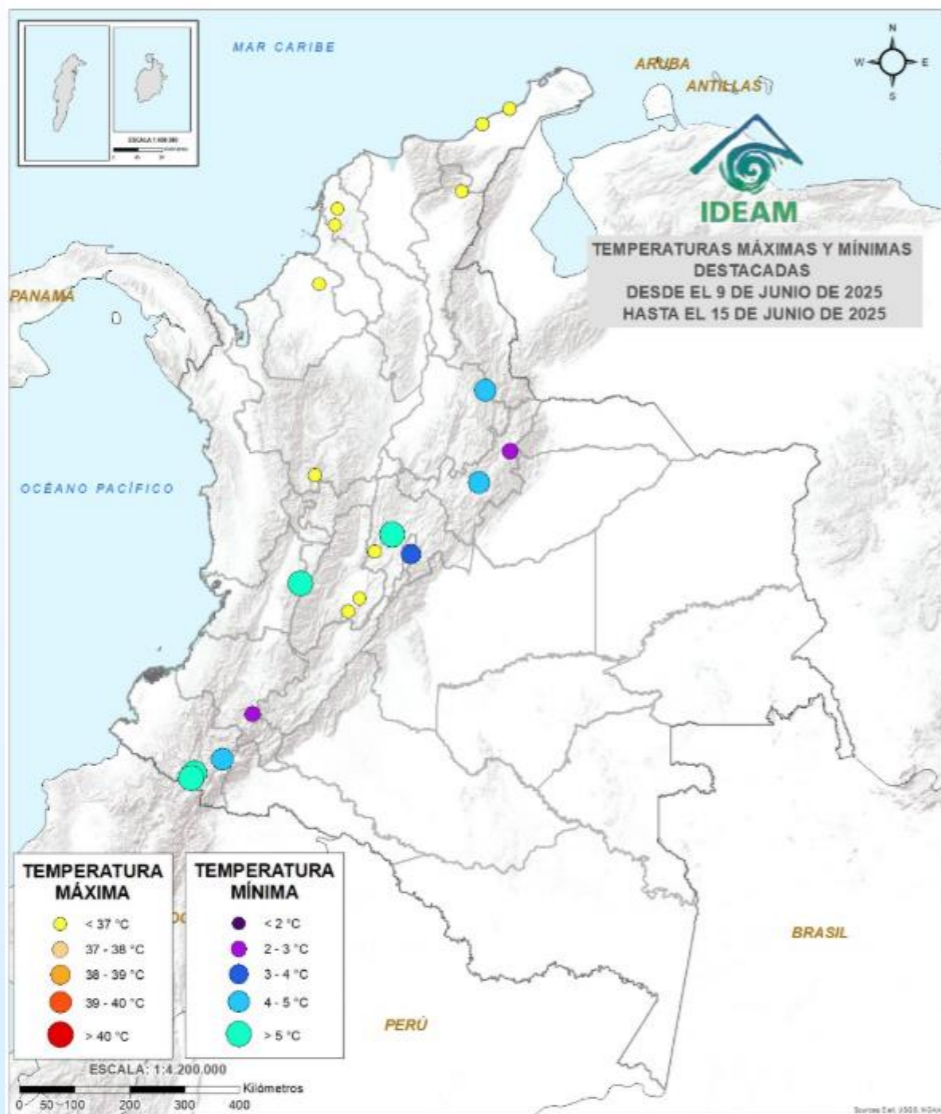 MAR CARIBE
N
W E
S
ARUBA
ANTILLAS
IDEAM
TEMPERATURAS MÁXIMAS Y MÍNIMAS
DESTACADAS
DESDE EL 9 DE JUNIO DE 2025
HASTA EL 15 DE JUNIO DE 2025
PANAMÁ
OCÉANO PACÍFICO
BRASIL
PERÚ
TEMPERATURA
MÁXIMA
< 37 °C
37 - 38 °C
38 - 39 °C
39 - 40 °C
> 40 °C
TEMPERATURA
MÍNIMA
< 2 °C
2 - 3 °C
3 - 4 °C
4 - 5 °C
> 5 °C
ESCALA: 1:4.200.000
Kilómetros
0 50 100 200 300 400